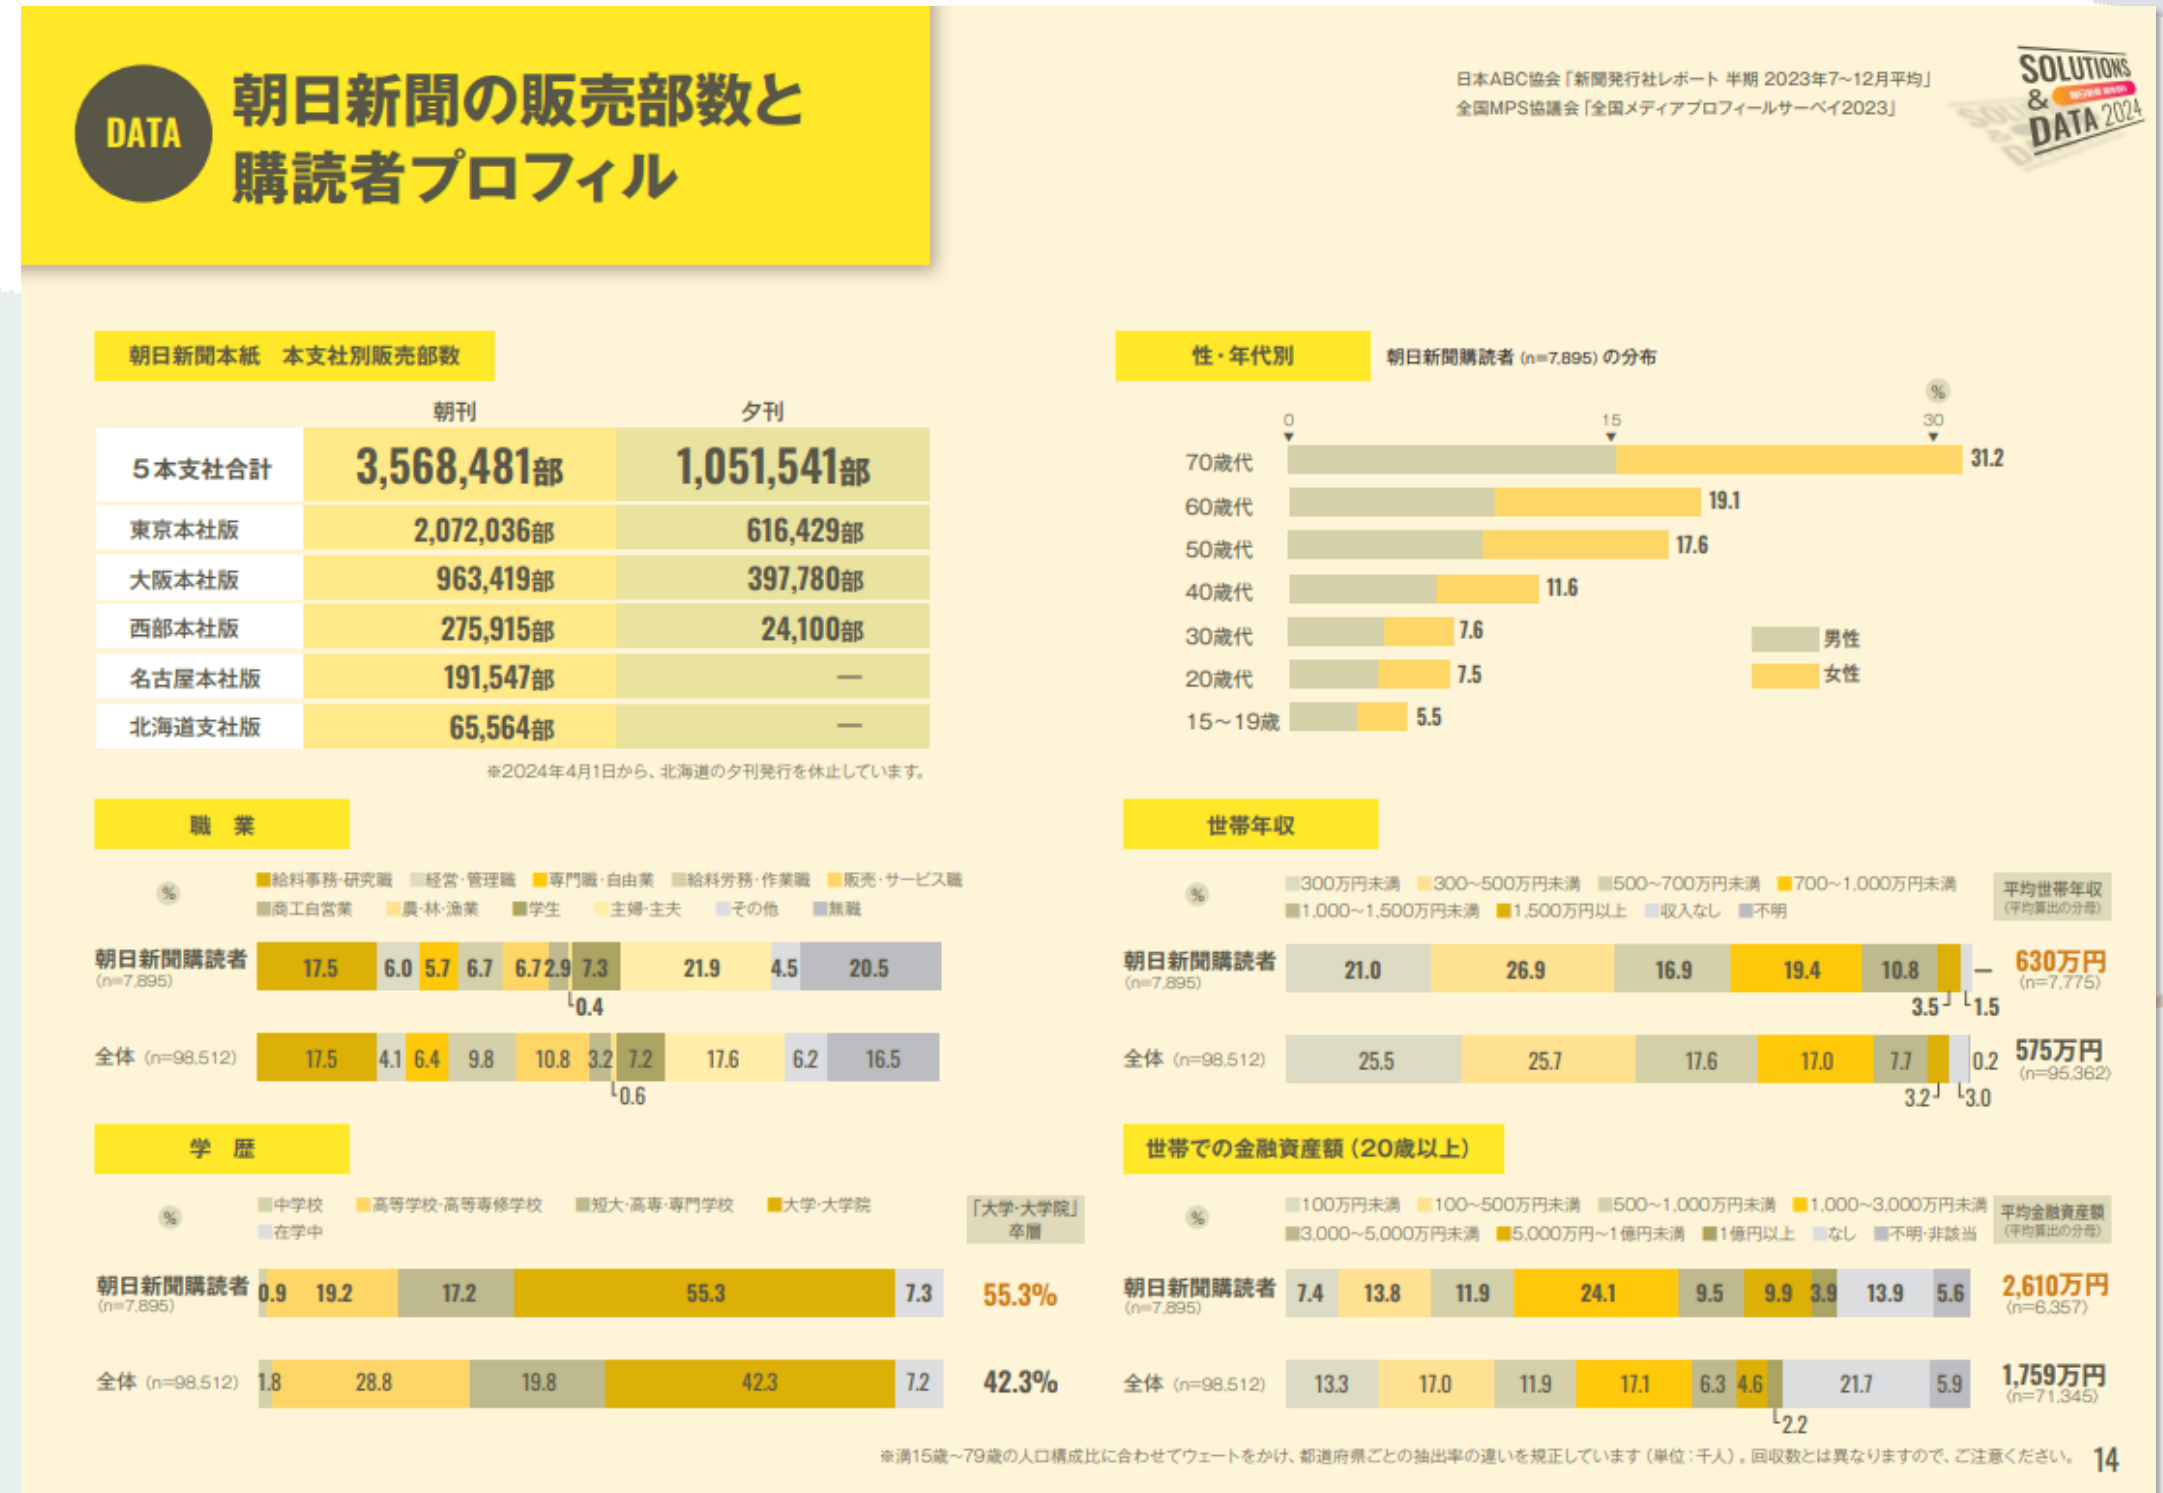 DATA
朝日新聞の販売部数と
購読者プロフィル
日本ABC協会「新聞発行社レポート 半期 2023年7~12月平均」
全国MPS協議会「全国メディアプロフィールサーベイ2023」
SOLUTIONS
&
DATA 2024
朝日新聞本紙 本支社別販売部数
朝刊 夕刊
5本支社合計 3,568,481部 1,051,541部
東京本社版 2,072,036部 616,429部
大阪本社版 963,419部 397,780部
西部本社版 275,915部 24,100部
名古屋本社版 191,547部 —
北海道支社版 65,564部 —
※2024年4月1日から、北海道の夕刊発行を休止しています。
性・年代別 朝日新聞購読者(n=7,895)の分布
%
0 15 30
70歳代 31.2
60歳代 19.1
50歳代 17.6
40歳代 11.6
30歳代 7.6
20歳代 7.5
15~19歳 5.5
男性
女性
職 業
%
給料事務・研究職 経営・管理職 専門職・自由業 給料労務・作業職 販売・サービス職
商工自営業 農・林・漁業 学生 主婦・主夫 その他 無職
朝日新聞購読者 17.5 6.0 5.7 6.7 6.7 2.9 7.3 21.9 4.5 20.5
(n=7,895)
0.4
全体 (n=98,512) 17.5 4.1 6.4 9.8 10.8 3.2 7.2 17.6 6.2 16.5
0.6
世帯年収
%
300万円未満 300~500万円未満 500~700万円未満 700~1,000万円未満
1,000~1,500万円未満 1,500万円以上 収入なし 不明
平均世帯年収
(平均算出の分母)
朝日新聞購読者 21.0 26.9 16.9 19.4 10.8 — 630万円
(n=7,895) (n=7,775)
3.5 1.5
全体 (n=98,512) 25.5 25.7 17.6 17.0 7.7 0.2 575万円
(n=95,362)
3.2 3.0
学 歴
%
中学校 高等学校・高等専修学校 短大・高専・専門学校 大学・大学院
在学中
「大学・大学院」
卒層
朝日新聞購読者 0.9 19.2 17.2 55.3 7.3 55.3%
(n=7,895)
全体 (n=98,512) 1.8 28.8 19.8 42.3 7.2 42.3%
世帯での金融資産額(20歳以上)
%
100万円未満 100~500万円未満 500~1,000万円未満 1,000~3,000万円未満
3,000~5,000万円未満 5,000万円~1億円未満 1億円以上 なし 不明・非該当
平均金融資産額
(平均算出の分母)
朝日新聞購読者 7.4 13.8 11.9 24.1 9.5 9.9 3.9 13.9 5.6 2,610万円
(n=7,895) (n=6,357)
全体 (n=98,512) 13.3 17.0 11.9 17.1 6.3 4.6 21.7 5.9 1,759万円
(n=71,345)
2.2
※満15歳~79歳の人口構成比に合わせてウェートをかけ、都道府県ごとの抽出率の違いを規正しています(単位:千人)。回収数とは異なりますので、ご注意ください。 14